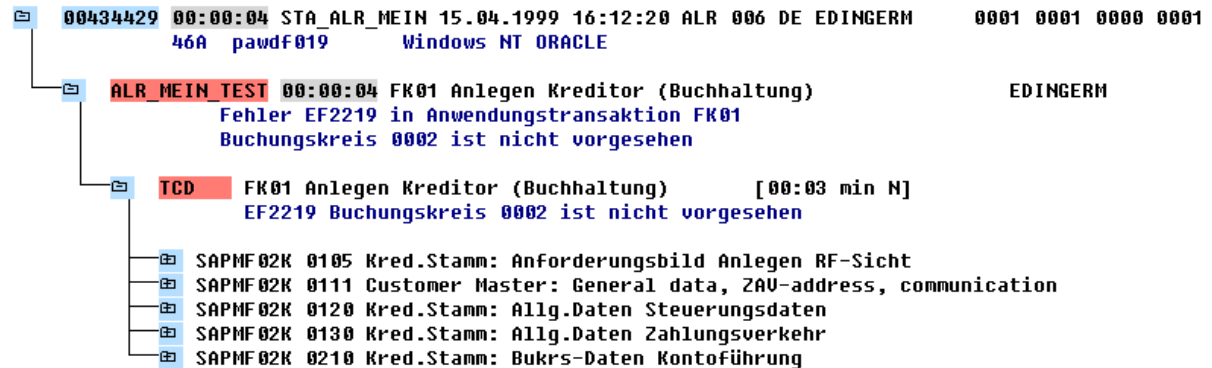 00434429 00:00:04 STA_ALR_MEIN 15.04.1999 16:12:20 ALR 006 DE EDINGERM 0001 0001 0000 0001
46A pawdf019 Windows NT ORACLE
ALR_MEIN_TEST 00:00:04 FK01 Anlegen Kreditor (Buchhaltung) EDINGERM
Fehler EF2219 in Anwendungstransaktion FK01
Buchungskreis 0002 ist nicht vorgesehen
TCD FK01 Anlegen Kreditor (Buchhaltung) [00:03 min N]
EF2219 Buchungskreis 0002 ist nicht vorgesehen
SAPMF02K 0105 Kred.Stamm: Anforderungsbild Anlegen RF-Sicht
SAPMF02K 0111 Customer Master: General data, ZAV-address, communication
SAPMF02K 0120 Kred.Stamm: Allg.Daten Steuerungsdaten
SAPMF02K 0130 Kred.Stamm: Allg.Daten Zahlungsverkehr
SAPMF02K 0210 Kred.Stamm: Bukrs-Daten Kontoführung